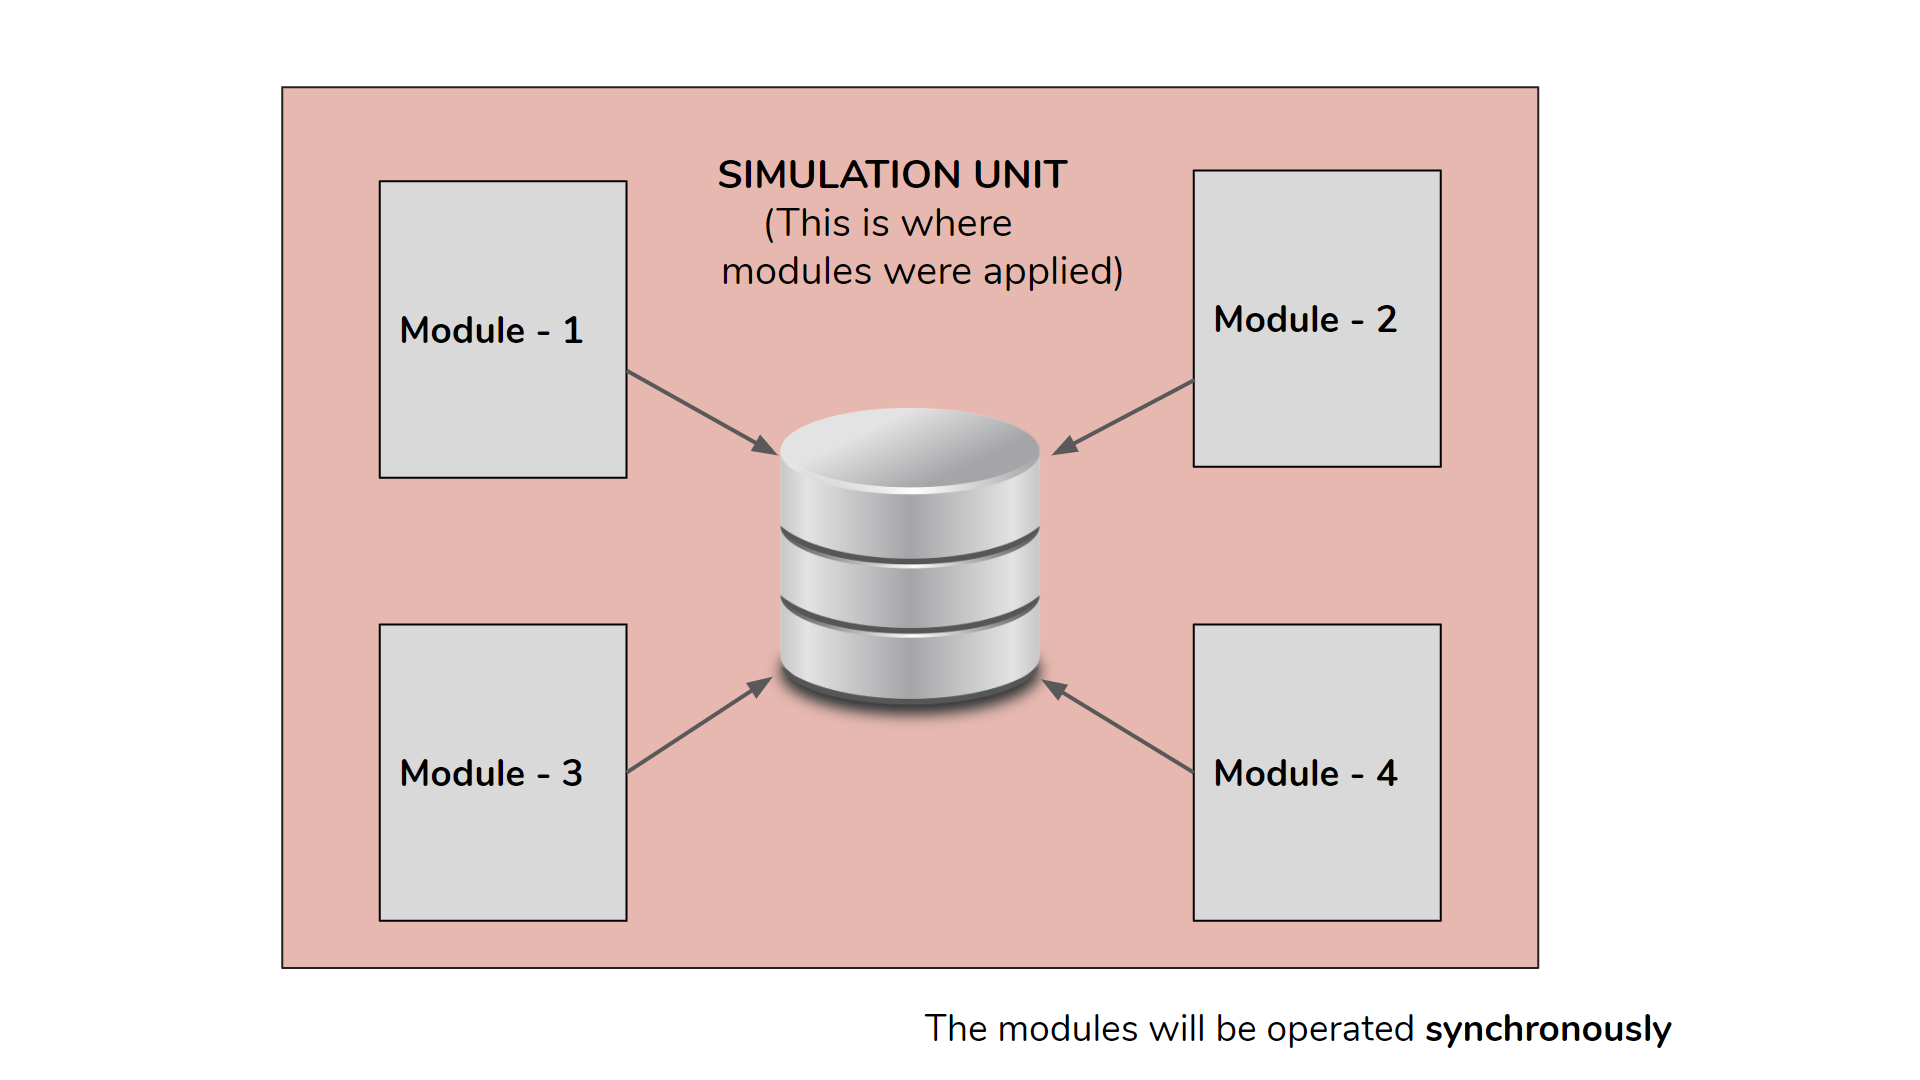 SIMULATION UNIT
(This is where
modules were applied)
Module - 1
Module - 2
Module - 3
Module - 4
The modules will be operated synchronously